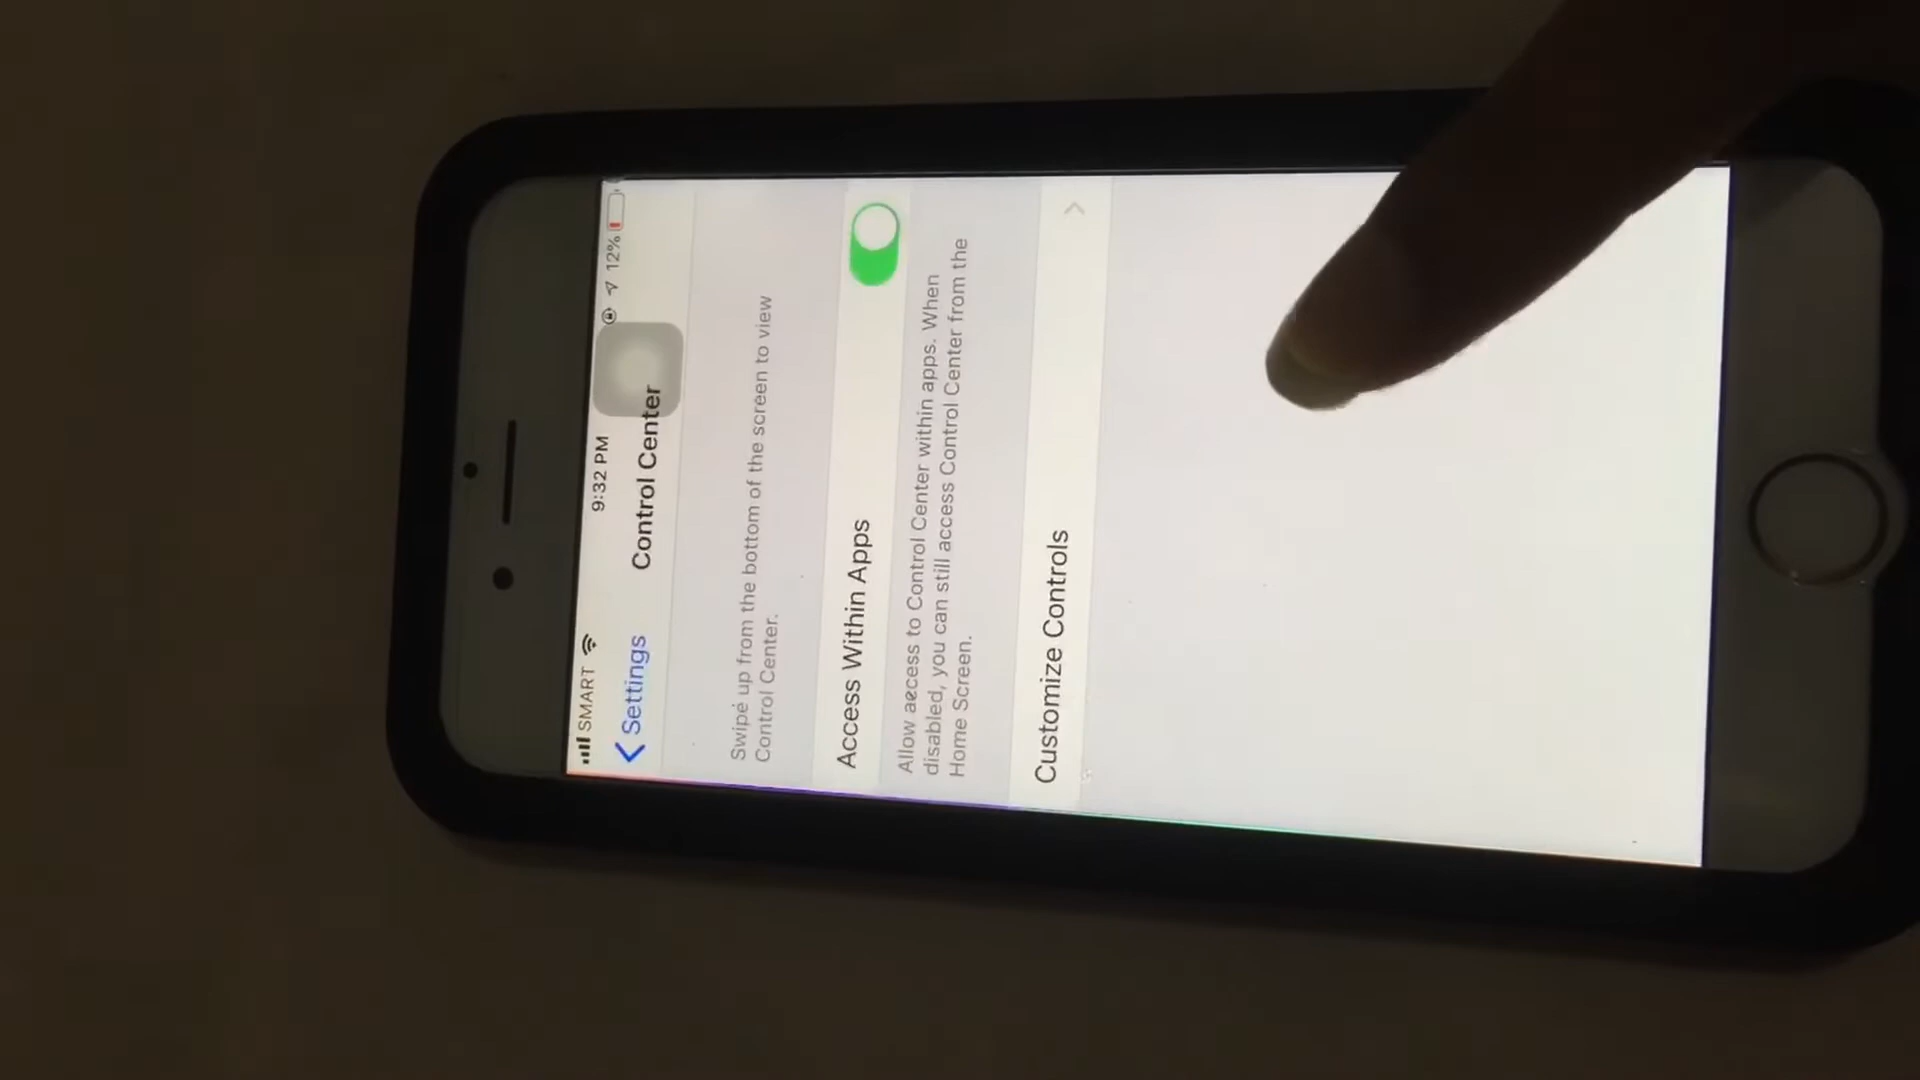 SMART 9:32 PM 12%
Settings Control Center
Swipe up from the bottom of the screen to view
Control Center.
Access Within Apps
Allow access to Control Center within apps. When
disabled, you can still access Control Center from the
Home Screen.
Customize Controls